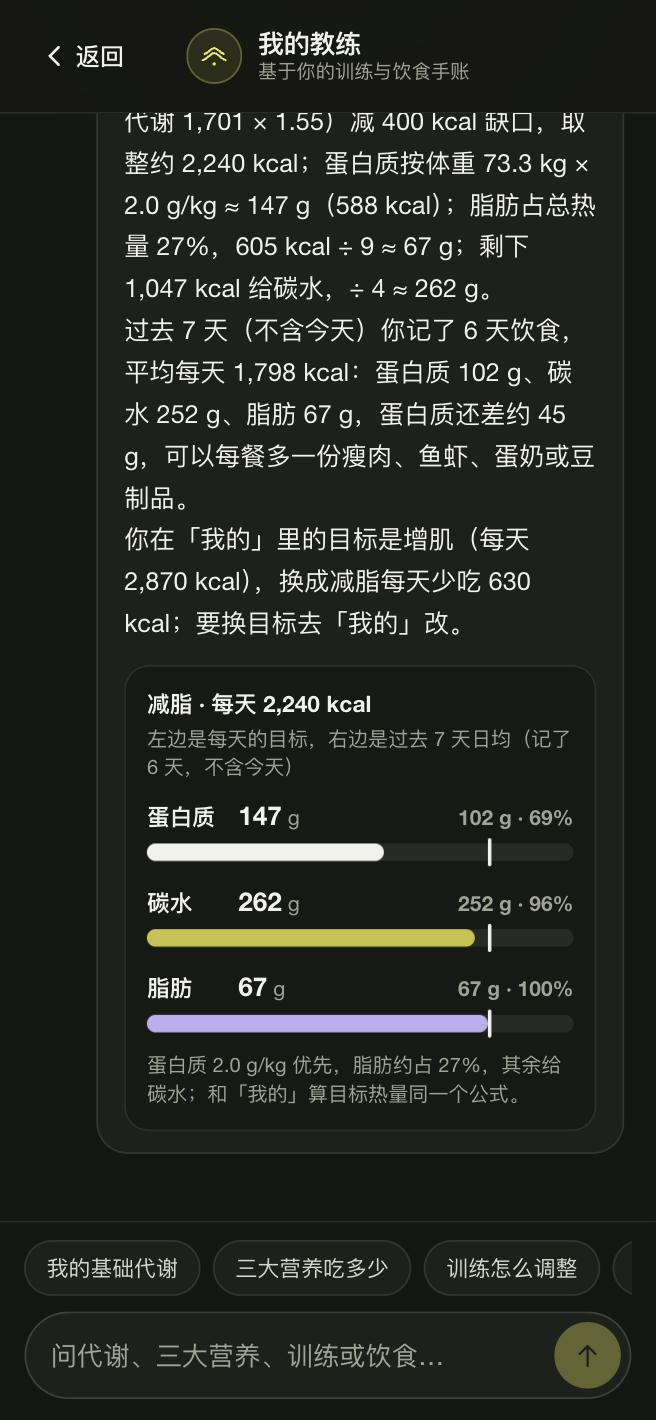 返回
我的教练
基于你的训练与饮食手账
代谢 1,701 × 1.55）减 400 kcal 缺口，取
整约 2,240 kcal；蛋白质按体重 73.3 kg ×
2.0 g/kg ≈ 147 g（588 kcal）；脂肪占总热
量 27%，605 kcal ÷ 9 ≈ 67 g；剩下
1,047 kcal 给碳水，÷ 4 ≈ 262 g。
过去 7 天（不含今天）你记了 6 天饮食，
平均每天 1,798 kcal：蛋白质 102 g、碳
水 252 g、脂肪 67 g，蛋白质还差约 45
g，可以每餐多一份瘦肉、鱼虾、蛋奶或豆
制品。
你在「我的」里的目标是增肌（每天
2,870 kcal），换成减脂每天少吃 630
kcal；要换目标去「我的」改。
减脂 · 每天 2,240 kcal
左边是每天的目标，右边是过去 7 天日均（记了
6 天，不含今天）
蛋白质 147 g 102 g · 69%
碳水 262 g 252 g · 96%
脂肪 67 g 67 g · 100%
蛋白质 2.0 g/kg 优先，脂肪约占 27%，其余给
碳水；和「我的」算目标热量同一个公式。
我的基础代谢 三大营养吃多少 训练怎么调整
问代谢、三大营养、训练或饮食...